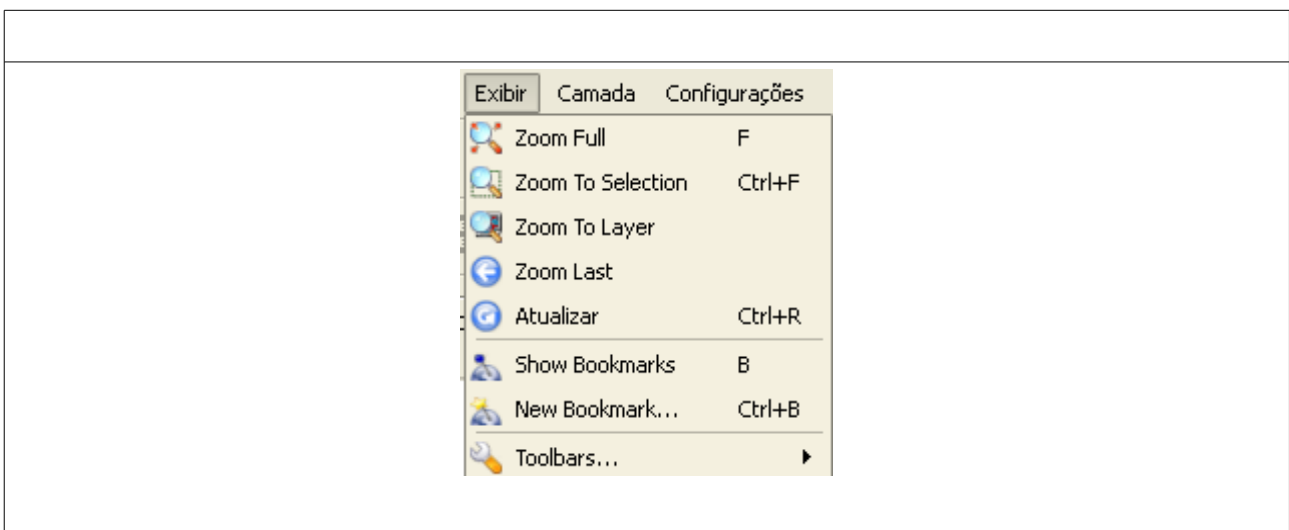 Exibir Camada Configurações
Zoom Full F
Zoom To Selection Ctrl+F
Zoom To Layer
Zoom Last
Atualizar Ctrl+R
Show Bookmarks B
New Bookmark... Ctrl+B
Toolbars...